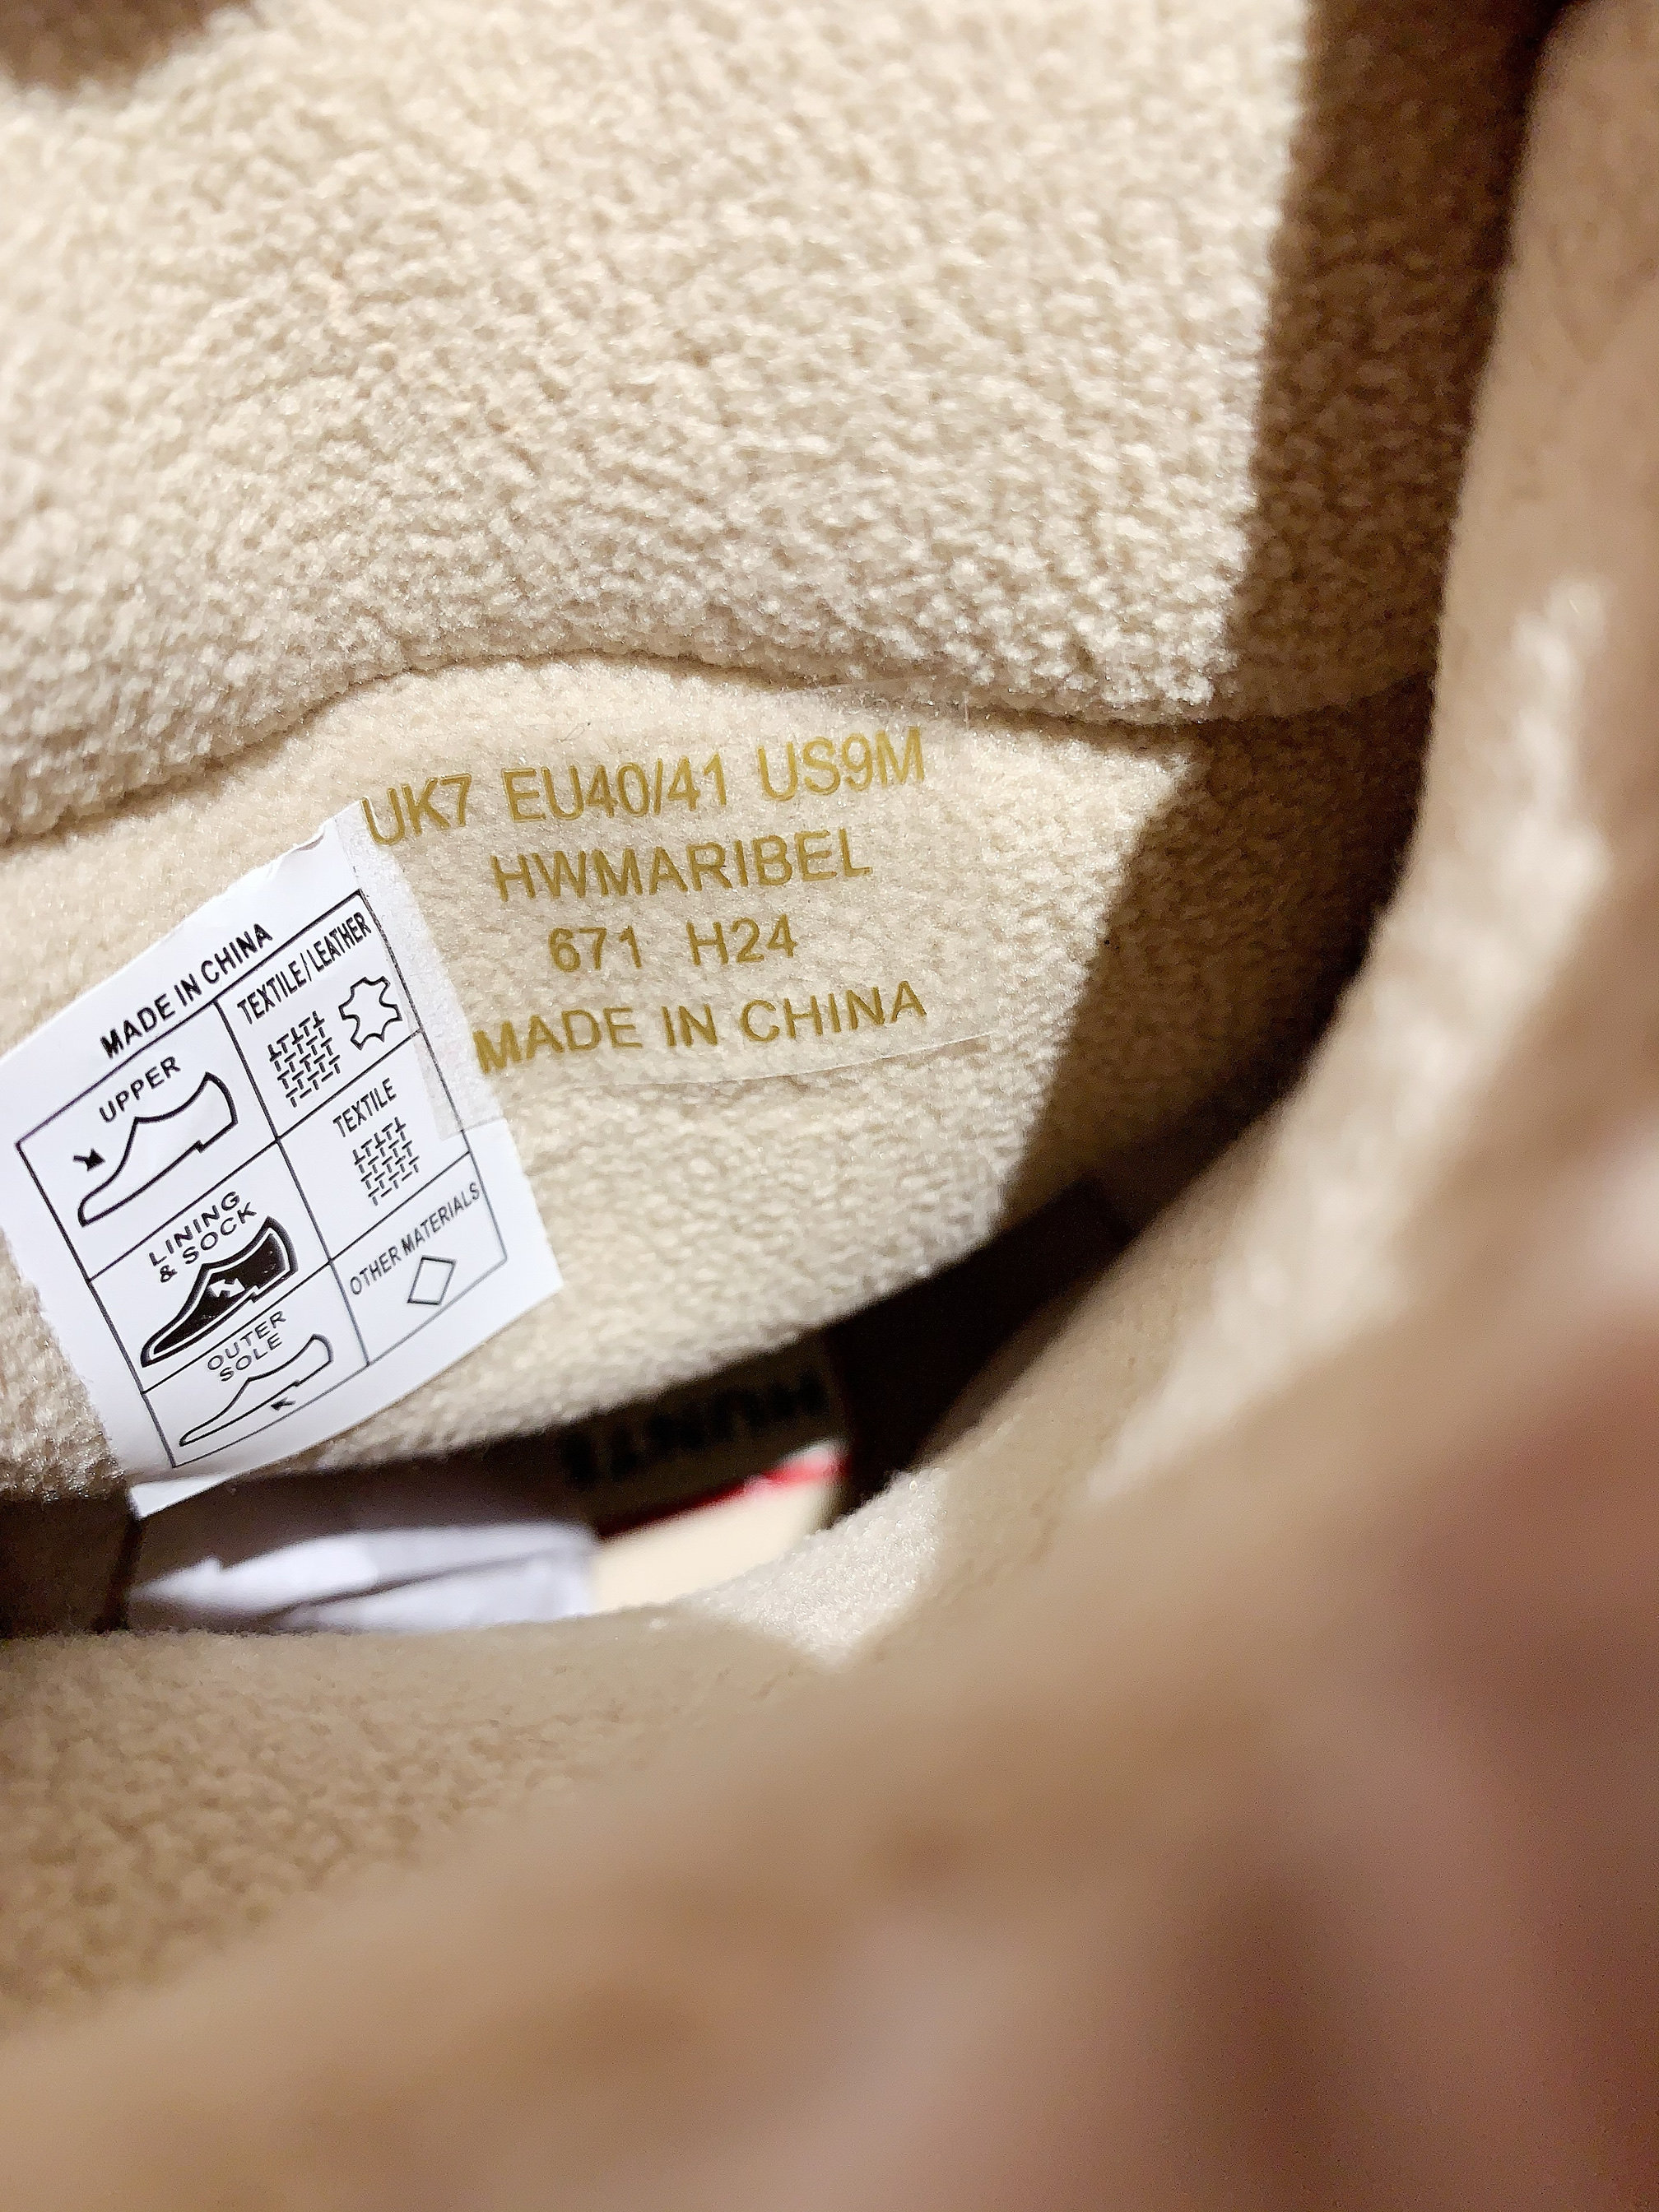 UK7 EU40/41 US9M
HWMARIBEL
671 H24
MADE IN CHINA
MADE IN CHINA
UPPER
TEXTILE/LEATHER
LINING
& SOCK
TEXTILE
OUTER
SOLE
OTHER MATERIALS
HUNTER